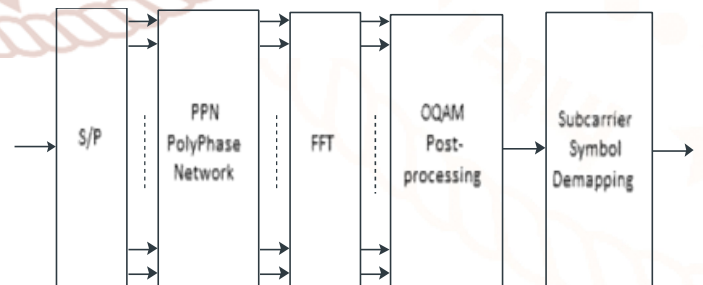 S/P
PPN
PolyPhase
Network
FFT
OQAM
Post-
processing
Subcarrier
Symbol
Demapping